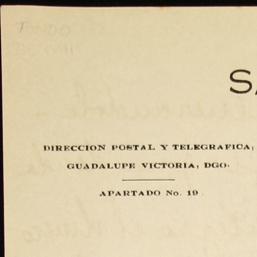 SA
DIRECCION POSTAL Y TELEGRAFICA;
GUADALUPE VICTORIA, DGO.
APARTADO No. 19